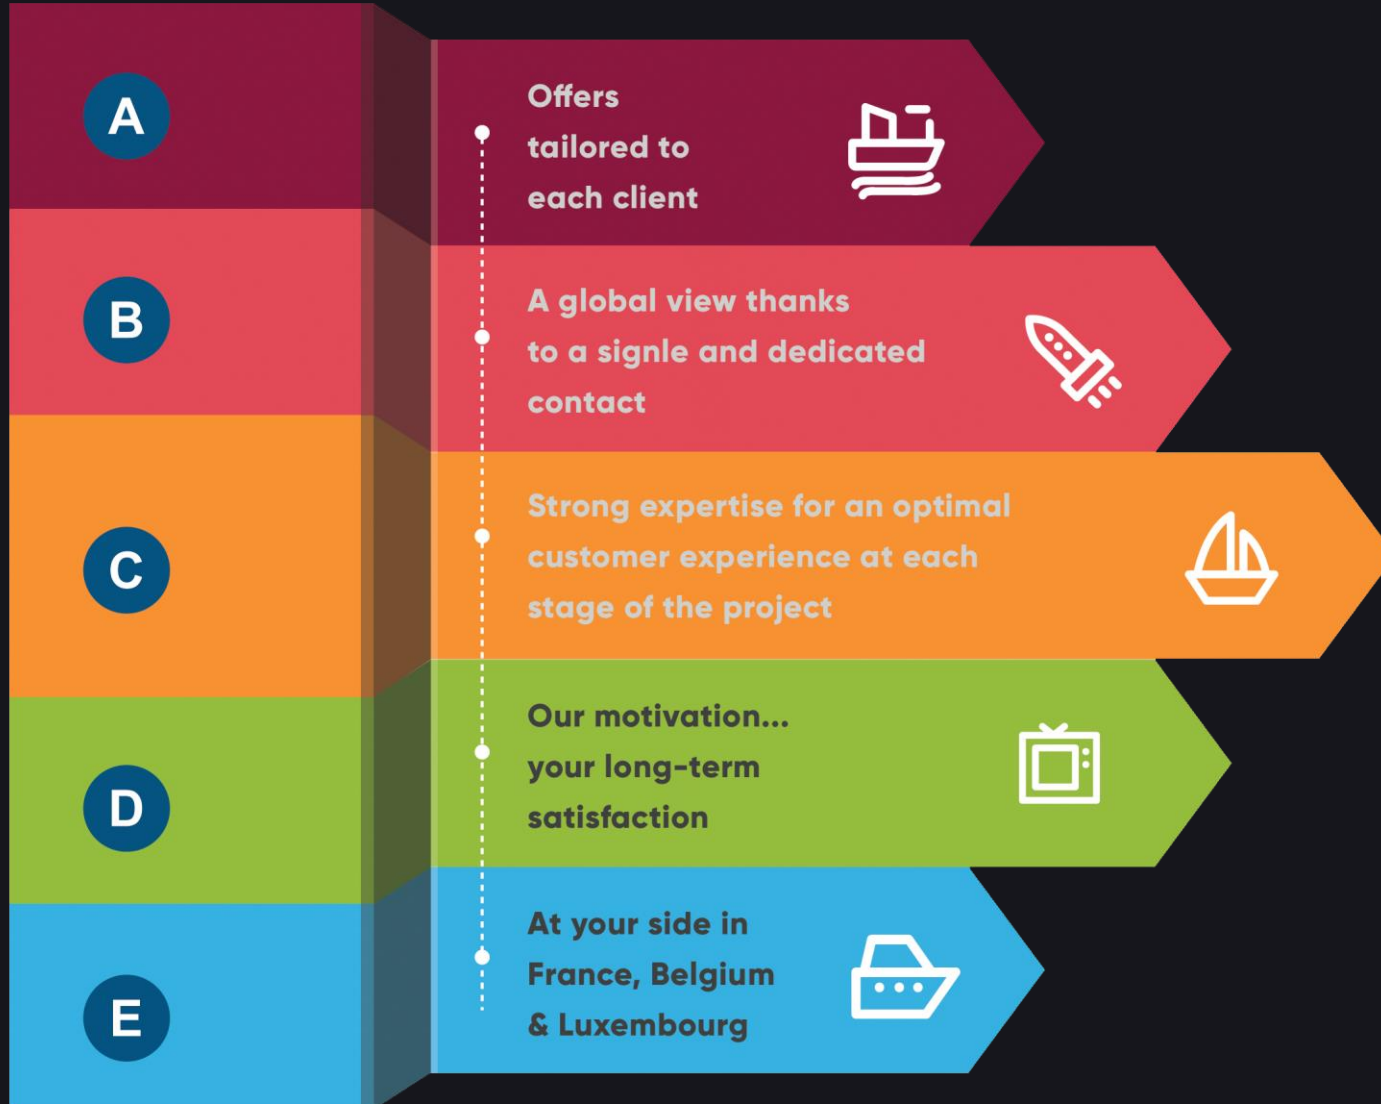 A
Offers
tailored to
each client
B
A global view thanks
to a signle and dedicated
contact
C
Strong expertise for an optimal
customer experience at each
stage of the project
D
Our motivation...
your long-term
satisfaction
E
At your side in
France, Belgium
& Luxembourg